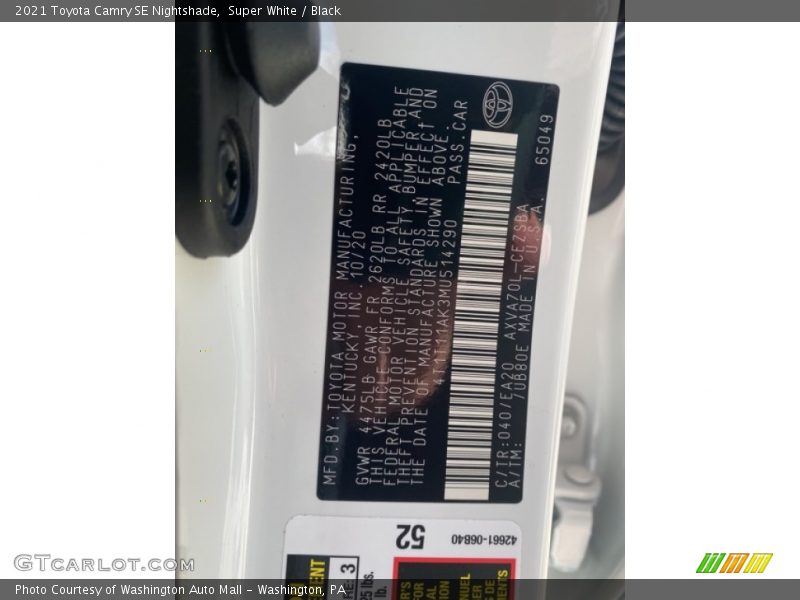 2021 Toyota Camry SE Nightshade,  Super White / Black
MFD.BY:TOYOTA MOTOR MANUFACTURING,
KENTUCKY,INC. 10/20
GVWR 4475LB GAWR FR 2620LB RR 2420LB
THIS VEHICLE CONFORMS TO ALL APPLICABLE
FEDERAL MOTOR VEHICLE SAFETY, BUMPER AND
THEFT PREVENTION STANDARDS IN EFFECT ON
THE DATE OF MANUFACTURE SHOWN ABOVE.
4T1T11AK3MU514290 PASS.CAR
C/TR:040/EA20 AXVA70L-CEZSBA
A/TM: /UB80E MADE IN U.S.A. 65049
52
42661-06B40
3
GTCarLot.com
Photo Courtesy of Washington Auto Mall - Washington, PA